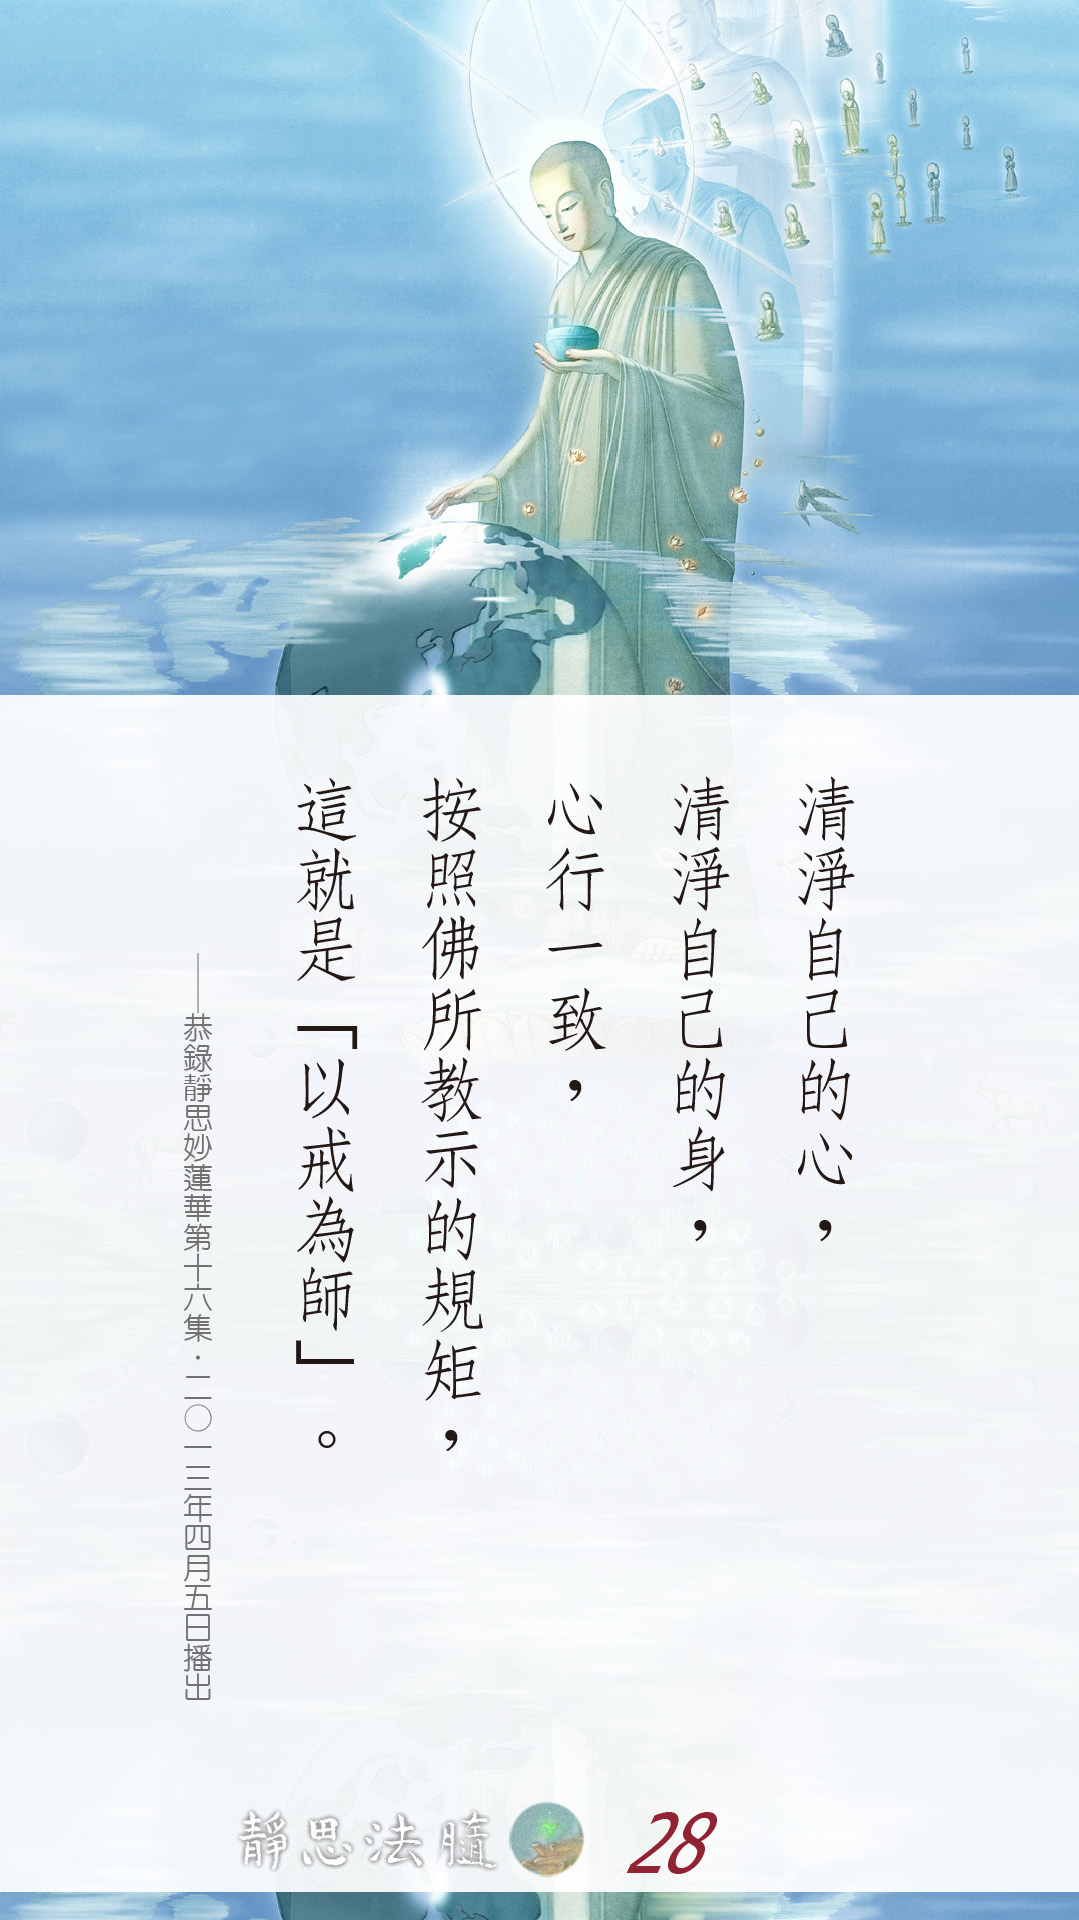 清淨自己的心，
清淨自己的身，
心行一致，
按照佛所教示的規矩，
這就是「以戒為師」。
——恭錄靜思妙蓮華第十六集·二〇一三年四月五日播出
靜思法髓 28